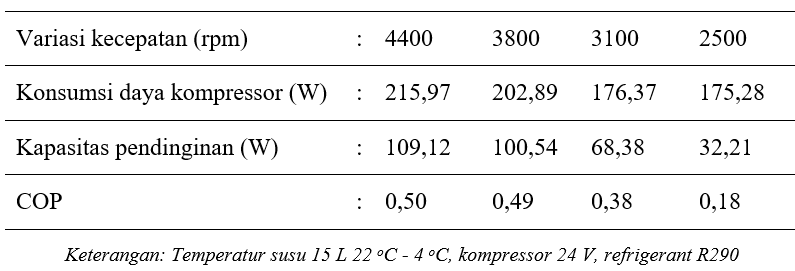 Variasi kecepatan (rpm) : 4400 3800 3100 2500
Konsumsi daya kompressor (W) : 215,97 202,89 176,37 175,28
Kapasitas pendinginan (W) : 109,12 100,54 68,38 32,21
COP : 0,50 0,49 0,38 0,18
Keterangan: Temperatur susu 15 L 22 ᵒC - 4 ᵒC, kompressor 24 V, refrigerant R290